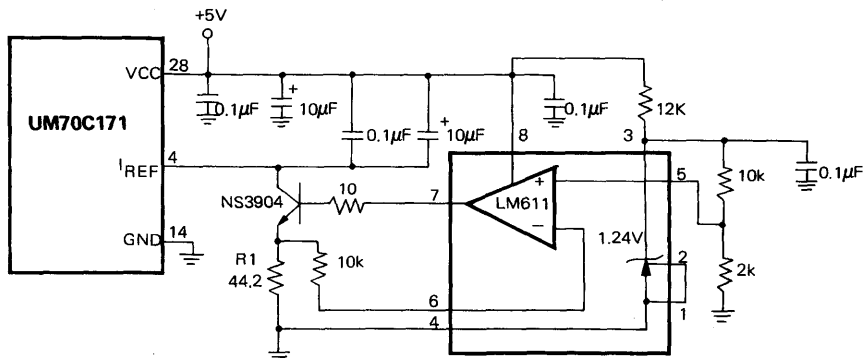 +5V
VCC 28
0.1µF
+
10µF
0.1µF
+
10µF
0.1µF
12K
8
3
UM70C171
IREF 4
0.1µF
NS3904
10
7
+
LM611
−
5
10k
GND 14
1.24V
2
2k
R1
44.2
10k
6
4
1